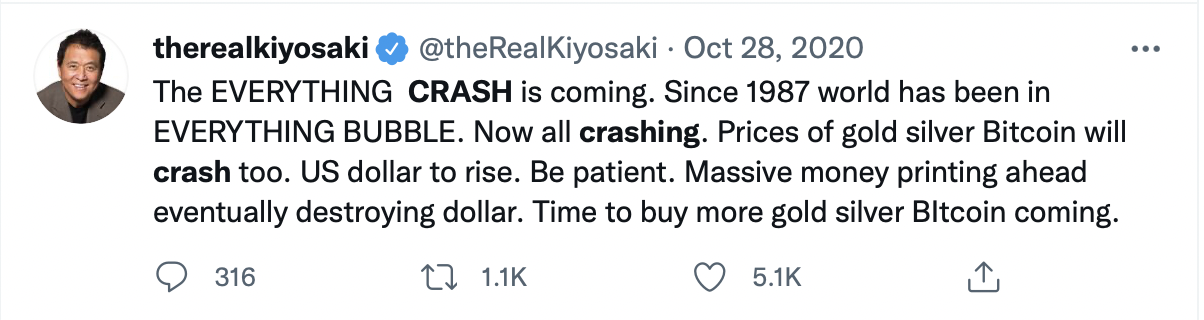 therealkiyosaki @theRealKiyosaki · Oct 28, 2020
The EVERYTHING CRASH is coming. Since 1987 world has been in
EVERYTHING BUBBLE. Now all crashing. Prices of gold silver Bitcoin will
crash too. US dollar to rise. Be patient. Massive money printing ahead
eventually destroying dollar. Time to buy more gold silver BItcoin coming.
316 1.1K 5.1K